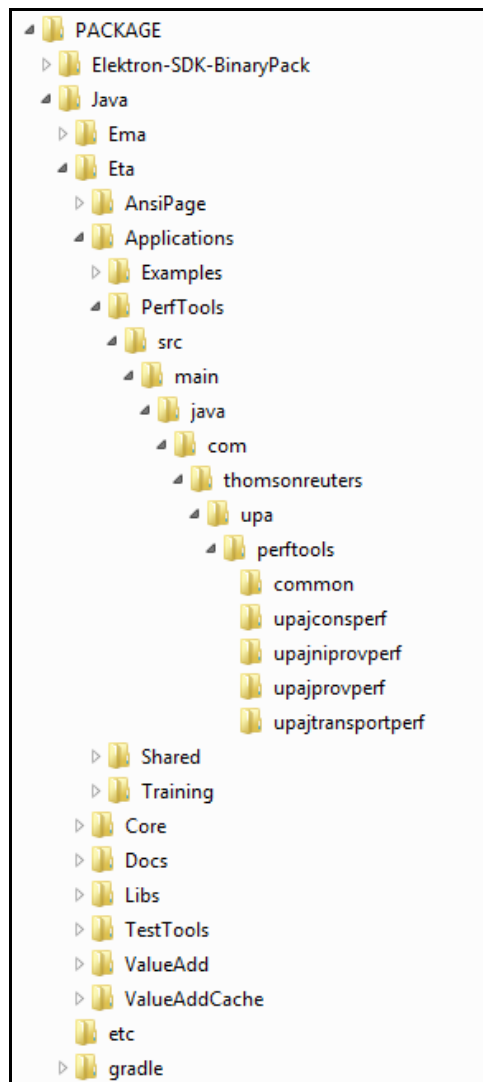 PACKAGE
Elektron-SDK-BinaryPack
Java
Ema
Eta
AnsiPage
Applications
Examples
PerfTools
src
main
java
com
thomsonreuters
upa
perftools
common
upajconsperf
upajniprovperf
upajprovperf
upajtransportperf
Shared
Training
Core
Docs
Libs
TestTools
ValueAdd
ValueAddCache
etc
gradle